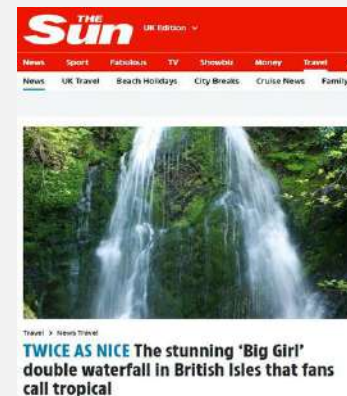 THE
Sun
UK Edition
News Sport Fabulous TV Showbiz Money Travel
News UK Travel Beach Holidays City Breaks Cruise News Family
Travel > News Travel
TWICE AS NICE The stunning ‘Big Girl’
double waterfall in British Isles that fans
call tropical